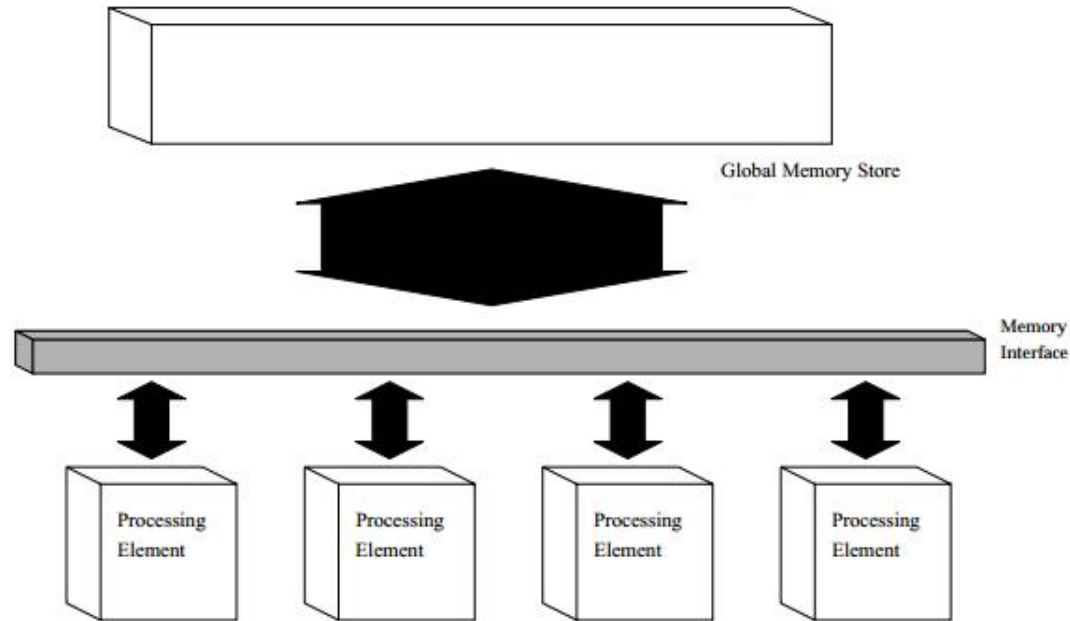 Global Memory Store
Memory
Interface
Processing
Element
Processing
Element
Processing
Element
Processing
Element